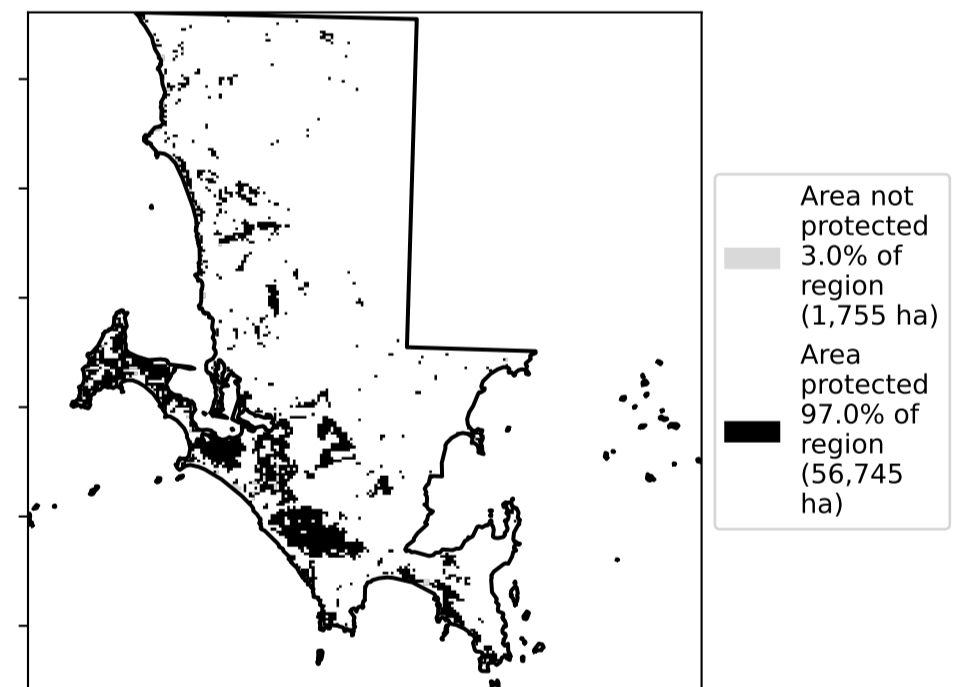 Area not
protected
3.0% of
region
(1,755 ha)
Area
protected
97.0% of
region
(56,745
ha)